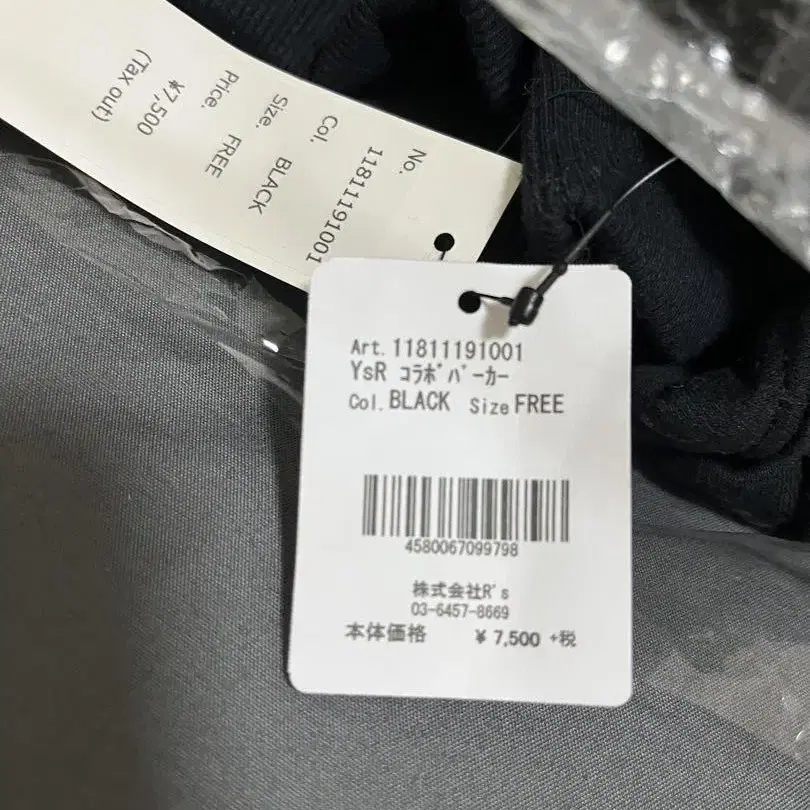 No. 11811191001
Col. BLACK
Size. FREE
Price. ¥7,500
(Tax out)
Art. 11811191001
YsR ｺﾗﾎﾞﾊﾟｰｶｰ
Col. BLACK Size FREE
4580067099798
株式会社R's
03-6457-8669
本体価格 ¥ 7,500 +税